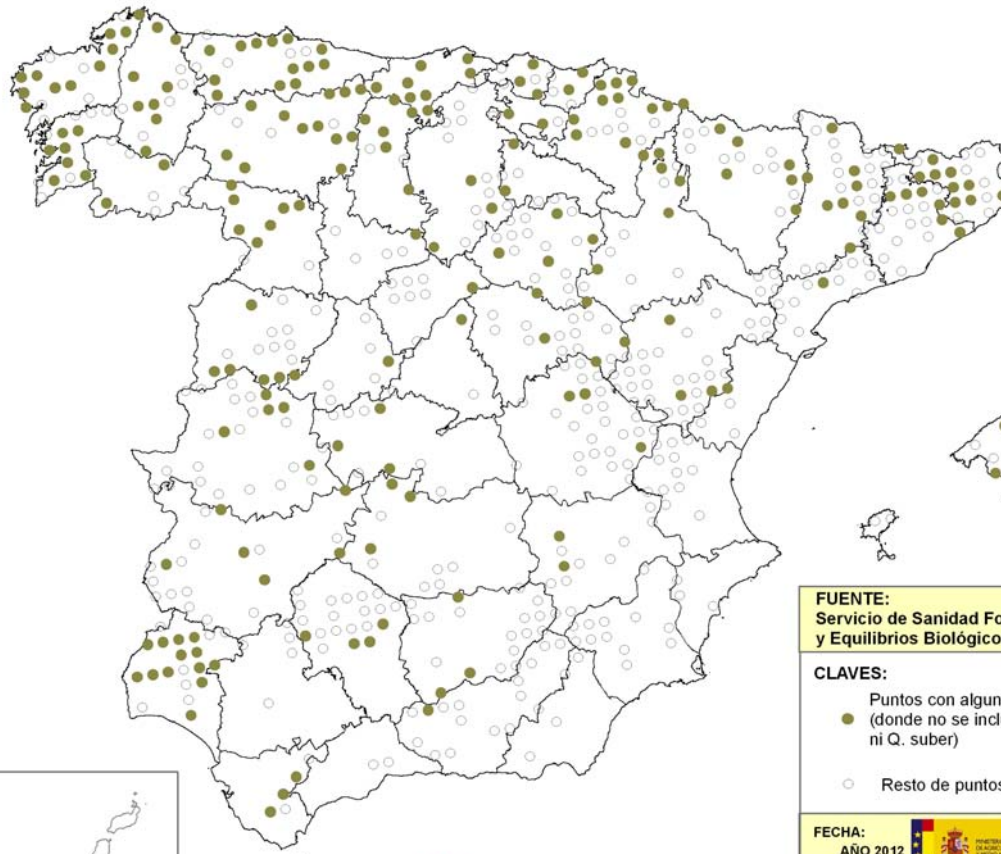 FUENTE:
Servicio de Sanidad Fo
y Equilibrios Biológico
CLAVES:
Puntos con algun
(donde no se incl
ni Q. suber)
Resto de puntos
FECHA:
AÑO 2012